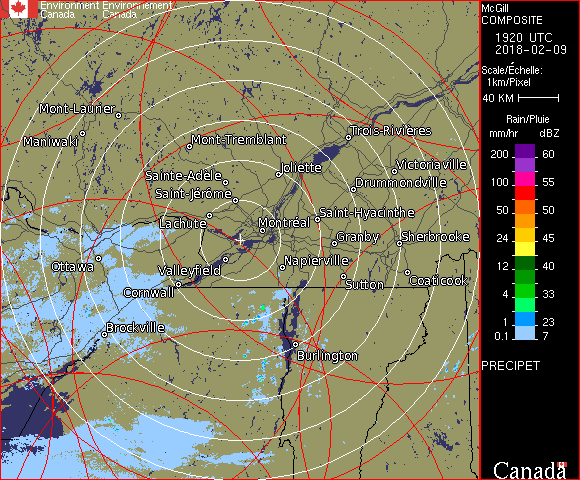 Environment Environnement
Canada Canada
McGill
COMPOSITE
1920 UTC
2018-02-09
Scale/Échelle:
1km/Pixel
40 KM
Rain/Pluie
mm/hr dBZ
200 60
155 55
100 55
50 50
24 45
12 40
4 33
1 23
0.1 7
PRECIPET
Canada
Mont-Laurier
Maniwaki
Mont-Tremblant
Trois-Rivières
Joliette
Victoriaville
Sainte-Adèle
Drummondville
Saint-Jérôme
Lachute
Saint-Hyacinthe
Montréal
Granby
Sherbrooke
Ottawa
Valleyfield
Napierville
Cornwall
Sutton
Coaticook
Brockville
Burlington